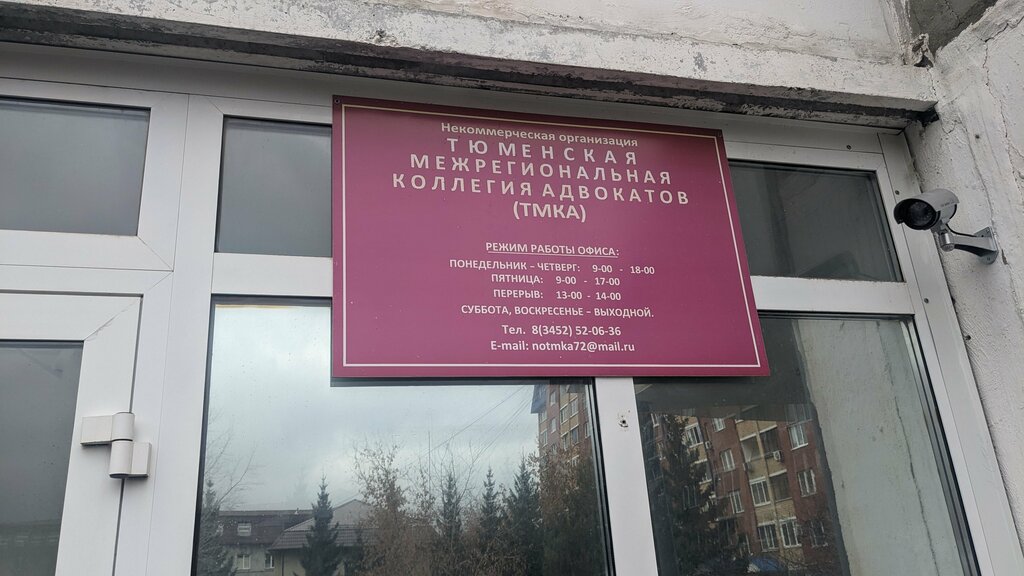 Некоммерческая организация
ТЮМЕНСКАЯ
МЕЖРЕГИОНАЛЬНАЯ
КОЛЛЕГИЯ АДВОКАТОВ
(ТМКА)
РЕЖИМ РАБОТЫ ОФИСА:
ПОНЕДЕЛЬНИК – ЧЕТВЕРГ: 9-00 - 18-00
ПЯТНИЦА: 9-00 - 17-00
ПЕРЕРЫВ: 13-00 - 14-00
СУББОТА, ВОСКРЕСЕНЬЕ – ВЫХОДНОЙ.
Тел. 8(3452) 52-06-36
E-mail: notmka72@mail.ru